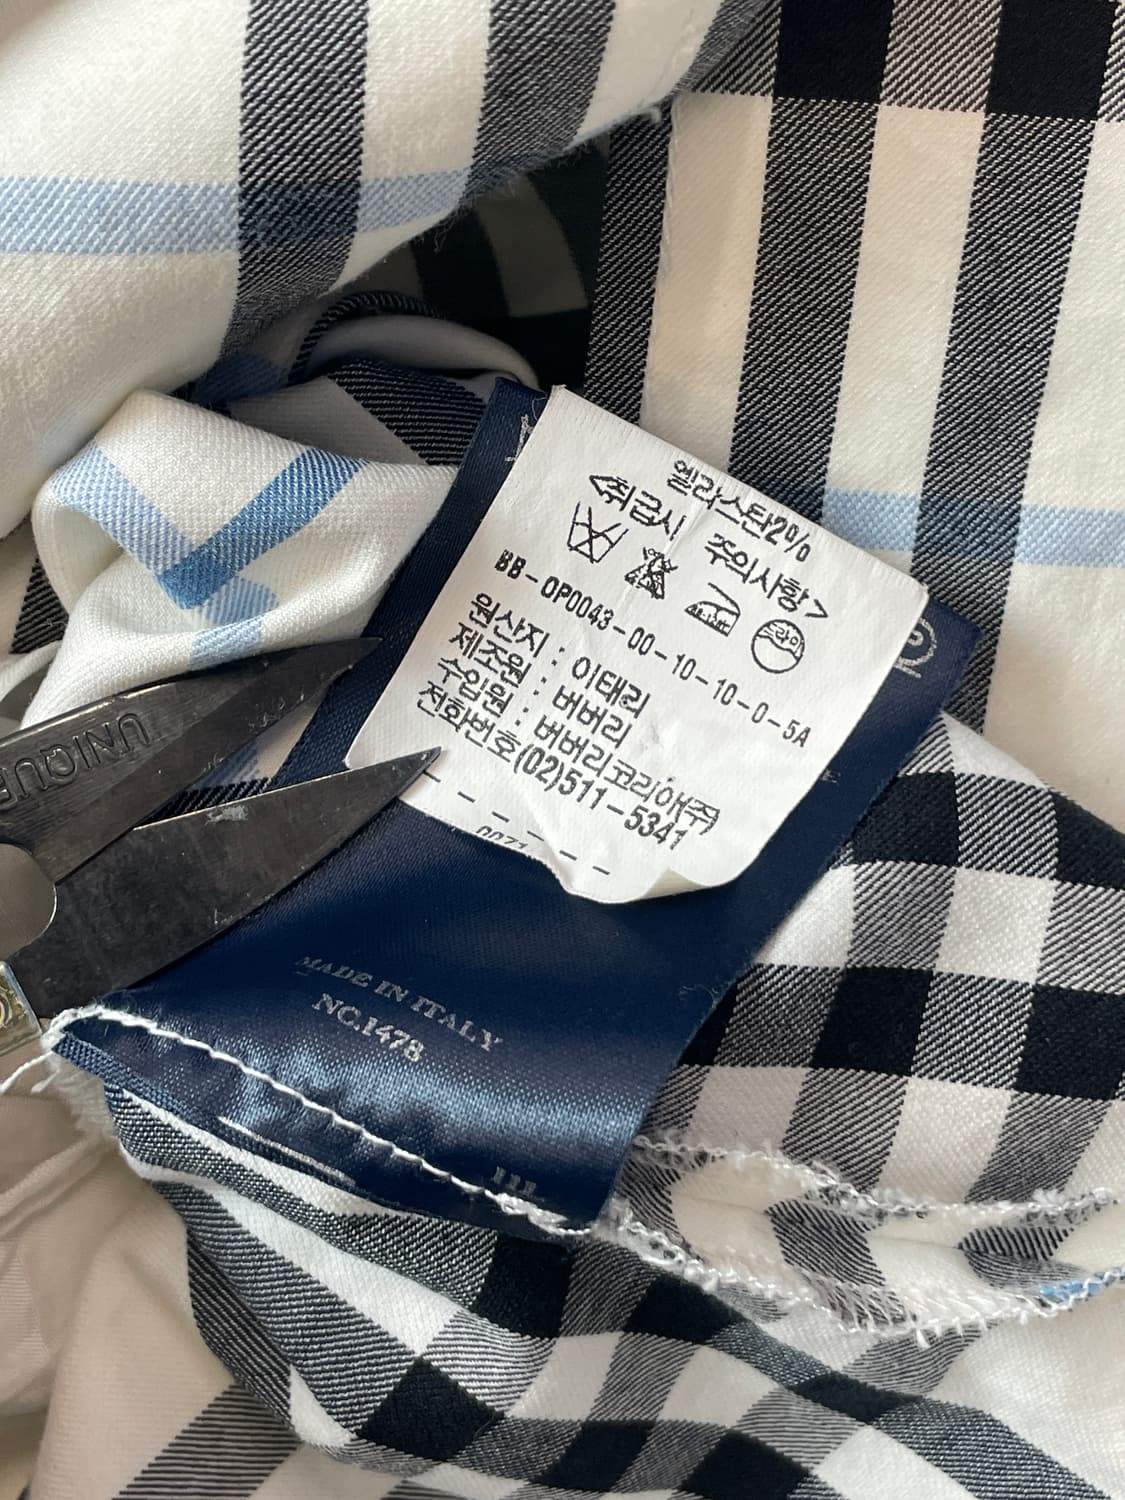 엘라스탄2%
<취급시 주의사항>
BB-OP0043-00-10-10-0-5A
원산지 : 이태리
제조원 : 버버리
수입원 : 버버리코리아(주)
전화번호(02)511-5341
MADE IN ITALY
NC.1478
UNIQUE